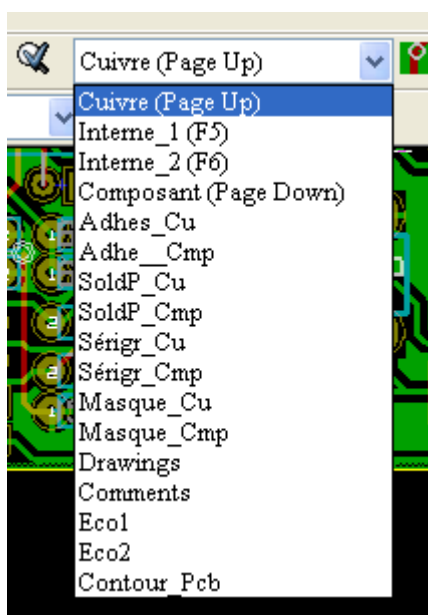 Cuivre (Page Up)
Cuivre (Page Up)
Interne_1 (F5)
Interne_2 (F6)
Composant (Page Down)
Adhes_Cu
Adhe__Cmp
SoldP_Cu
SoldP_Cmp
Sérigr_Cu
Sérigr_Cmp
Masque_Cu
Masque_Cmp
Drawings
Comments
Eco1
Eco2
Contour_Pcb